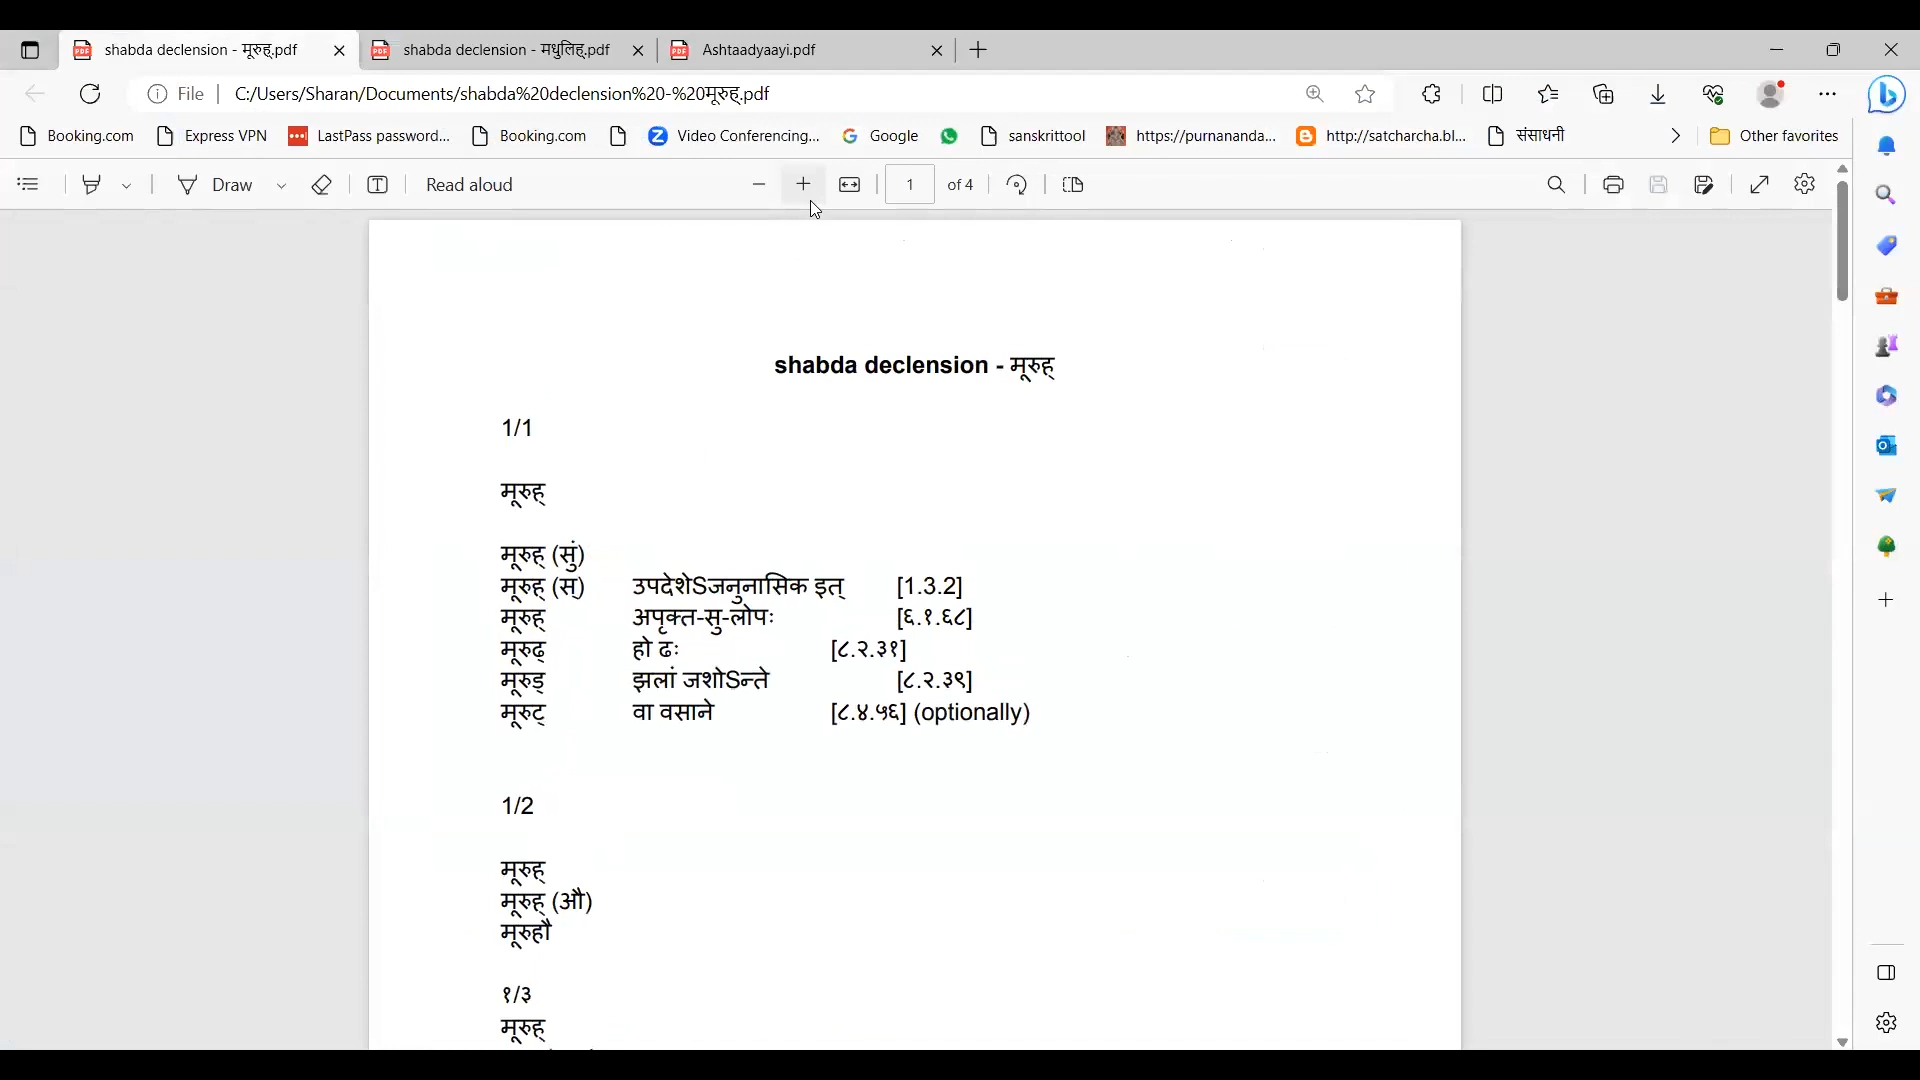 shabda declension - मूरुह्.pdf
shabda declension - मधुलिह्.pdf
Ashtaadyaayi.pdf
File C:/Users/Sharan/Documents/shabda%20declension%20-%20मूरुह्.pdf
Booking.com Express VPN LastPass password... Booking.com Video Conferencing... Google sanskrittool https://purnananda... http://satcharcha.bl... संसाधनी Other favorites
Draw Read aloud 1 of 4
shabda declension - मूरुह्
1/1
मूरुह्
मूरुह् (सुं)
मूरुह् (स्) उपदेशेSजनुनासिक इत् [1.3.2]
मूरुह् अपृक्त-सु-लोपः [६.१.६८]
मूरुढ् हो ढः [८.२.३१]
मूरुड् झलां जशोSन्ते [८.२.३९]
मूरुट् वा वसाने [८.४.५६] (optionally)
1/2
मूरुह्
मूरुह् (औ)
मूरुहौ
१/३
मूरुह्